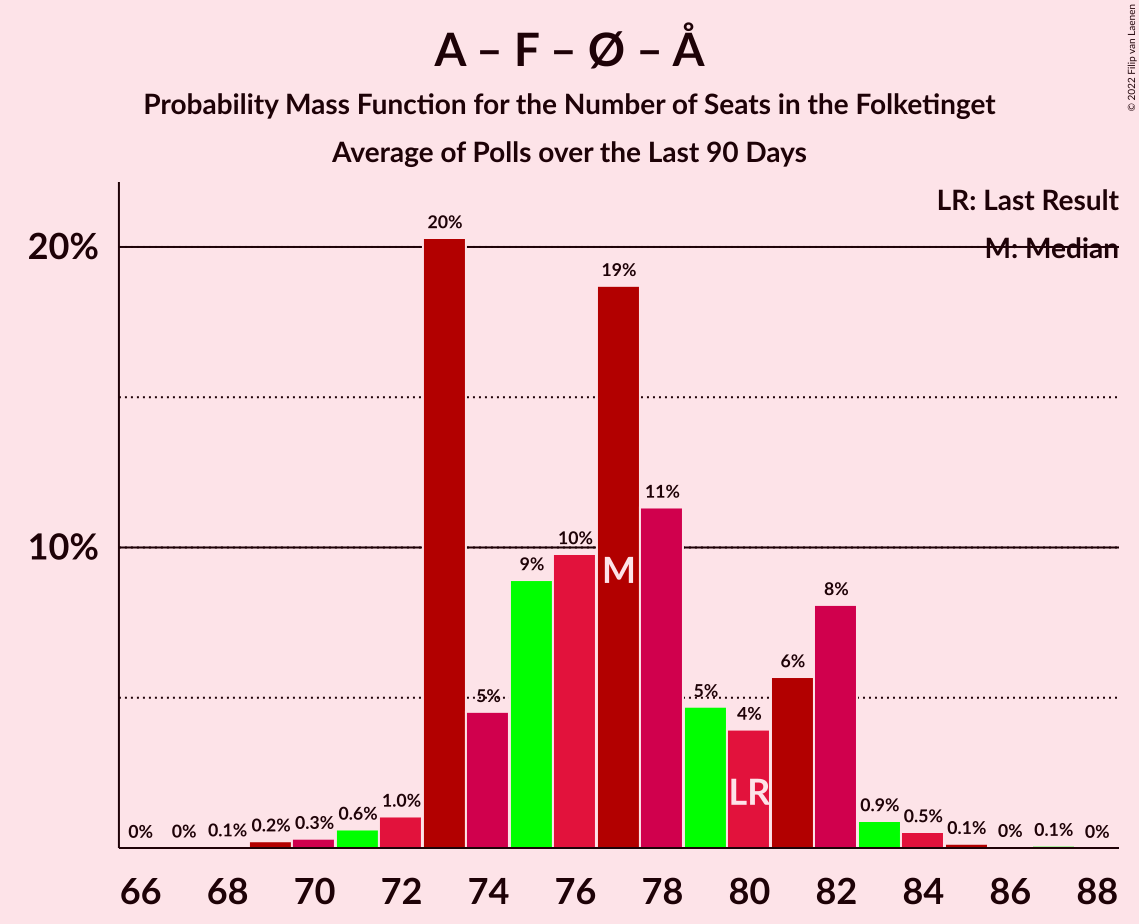 A – F – Ø – Å
Probability Mass Function for the Number of Seats in the Folketinget
Average of Polls over the Last 90 Days
© 2022 Filip van Laenen
LR: Last Result
M: Median
20%
10%
0%
0%
0.1%
0.2%
0.3%
0.6%
1.0%
20%
5%
9%
10%
19%
11%
5%
4%
6%
8%
0.9%
0.5%
0.1%
0%
0.1%
0%
M
LR
66 68 70 72 74 76 78 80 82 84 86 88